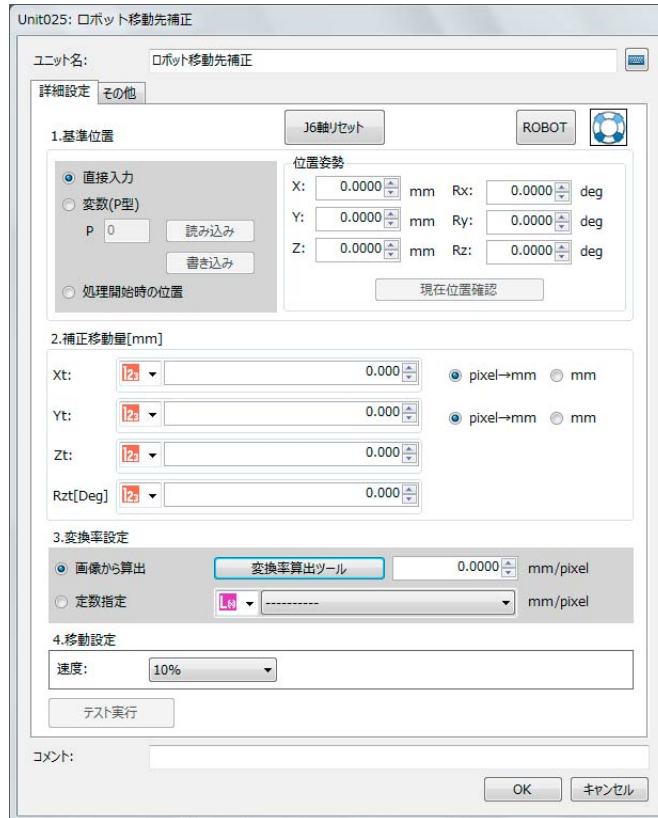 Unit025: ロボット移動先補正
ユニット名: ロボット移動先補正
詳細設定 その他
1.基準位置 J6軸リセット ROBOT
直接入力
変数(P型)
P 0 読み込み
書き込み
処理開始時の位置
位置姿勢
X: 0.0000 mm Rx: 0.0000 deg
Y: 0.0000 mm Ry: 0.0000 deg
Z: 0.0000 mm Rz: 0.0000 deg
現在位置確認
2.補正移動量[mm]
Xt: 123 0.000 pixel→mm mm
Yt: 123 0.000 pixel→mm mm
Zt: 123 0.000
Rzt[Deg] 123 0.000
3.変換率設定
画像から算出 変換率算出ツール 0.0000 mm/pixel
定数指定 ---------- mm/pixel
4.移動設定
速度: 10%
テスト実行
コメント:
OK キャンセル